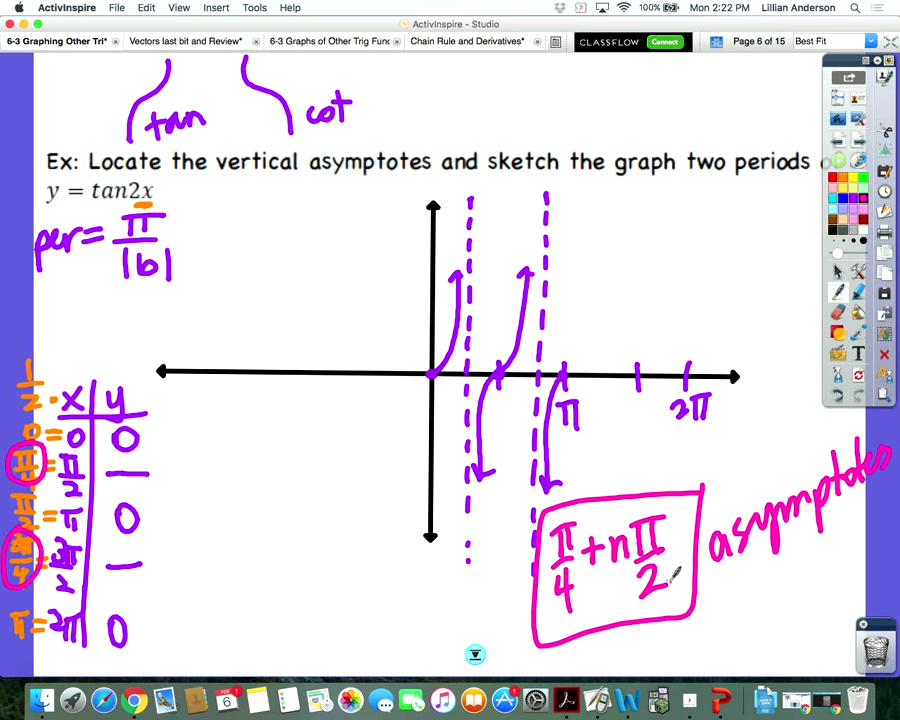 ActivInspire File Edit View Insert Tools Help 100% Mon 2:22 PM Lillian Anderson
ActivInspire - Studio
6-3 Graphing Other Tri* Vectors last bit and Review* 6-3 Graphs of Other Trig Func Chain Rule and Derivatives* CLASSFLOW Connect Page 6 of 15 Best Fit
tan cot
Ex: Locate the vertical asymptotes and sketch the graph two periods
y = tan2x
per = π/|b|
π 2π
1/2 · x y
0 = 0 0
π/4 = π/2 —
π/2 = π 0
3π/4 = 3π/2 —
π = 2π 0
π/4 + n π/2 asymptotes
FEB
6
1